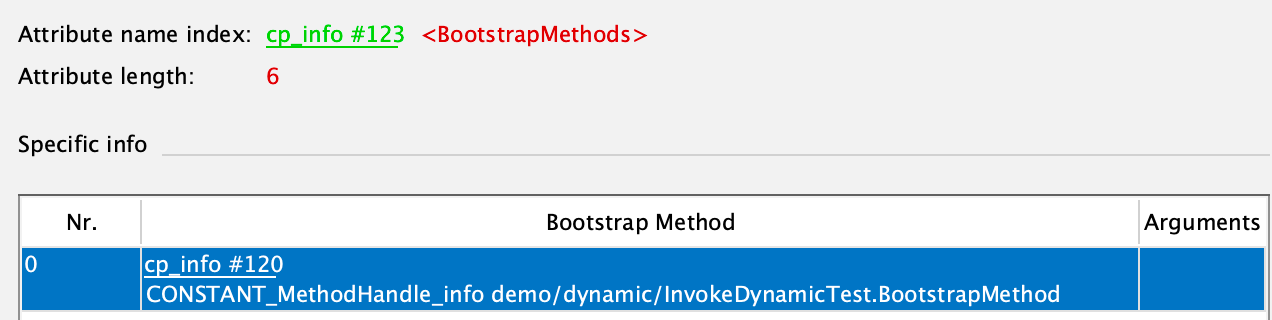 Attribute name index: cp_info #123 <BootstrapMethods>
Attribute length: 6
Specific info
Nr. Bootstrap Method Arguments
0 cp_info #120
CONSTANT_MethodHandle_info demo/dynamic/InvokeDynamicTest.BootstrapMethod